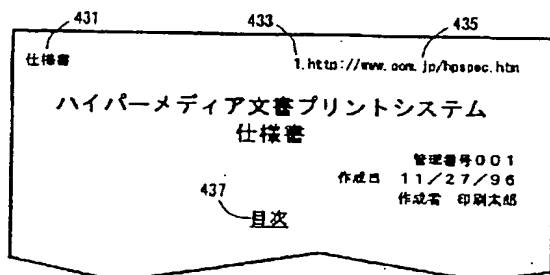 431 433 435
仕様書 1.http://www.oom.jp/hpspec.htm
ハイパーメディア文書プリントシステム
仕様書
管理番号001
作成日 11/27/96
作成者 印刷太郎
437
目次